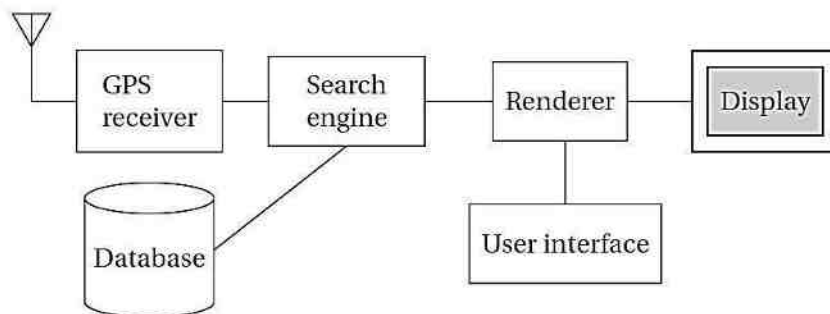 GPS
receiver
Search
engine
Renderer
Display
Database
User interface